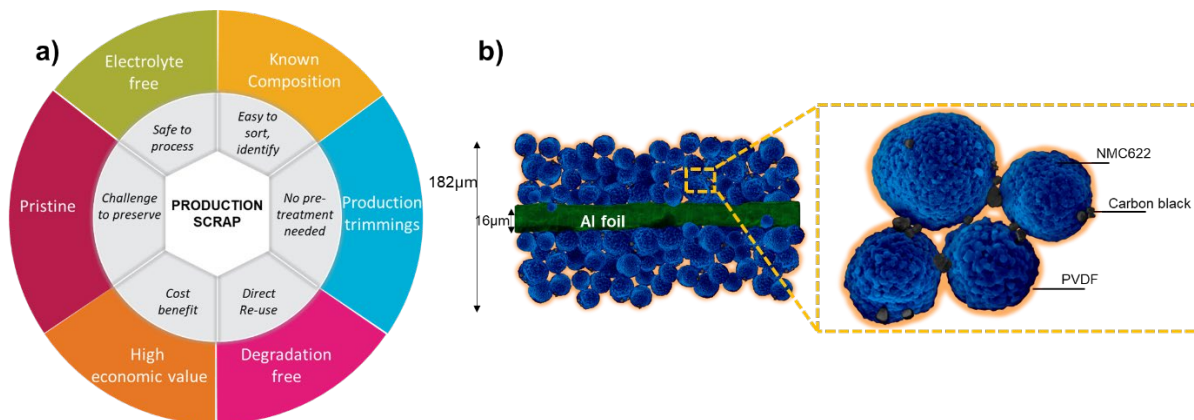 a)
Electrolyte
free
Known
Composition
Pristine
Production
trimmings
High
economic value
Degradation
free
Safe to
process
Easy to
sort,
identify
Challenge
to preserve
No pre-
treatment
needed
Cost
benefit
Direct
Re-use
PRODUCTION
SCRAP
b)
182µm
16µm
Al foil
NMC622
Carbon black
PVDF